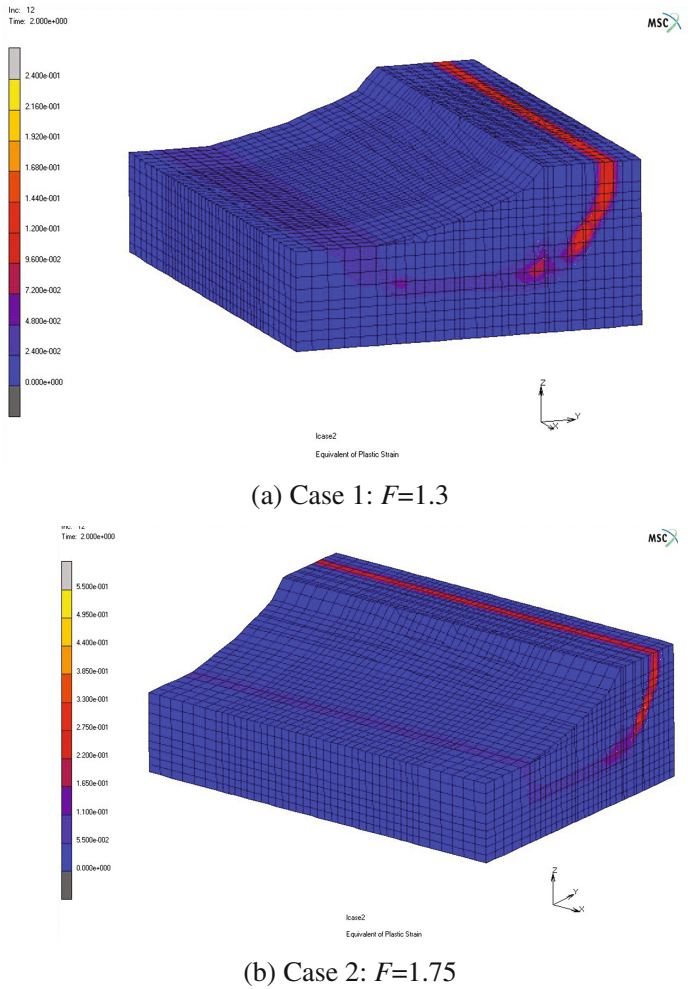 Inc: 12
Time: 2.000e+000
MSC
2.400e-001
2.160e-001
1.920e-001
1.680e-001
1.440e-001
1.200e-001
9.600e-002
7.200e-002
4.800e-002
2.400e-002
0.000e+000
Z
Y
X
lcase2
Equivalent of Plastic Strain
(a) Case 1: F=1.3
Inc: 12
Time: 2.000e+000
MSC
5.500e-001
4.950e-001
4.400e-001
3.850e-001
3.300e-001
2.750e-001
2.200e-001
1.650e-001
1.100e-001
5.500e-002
0.000e+000
Z
Y
X
lcase2
Equivalent of Plastic Strain
(b) Case 2: F=1.75